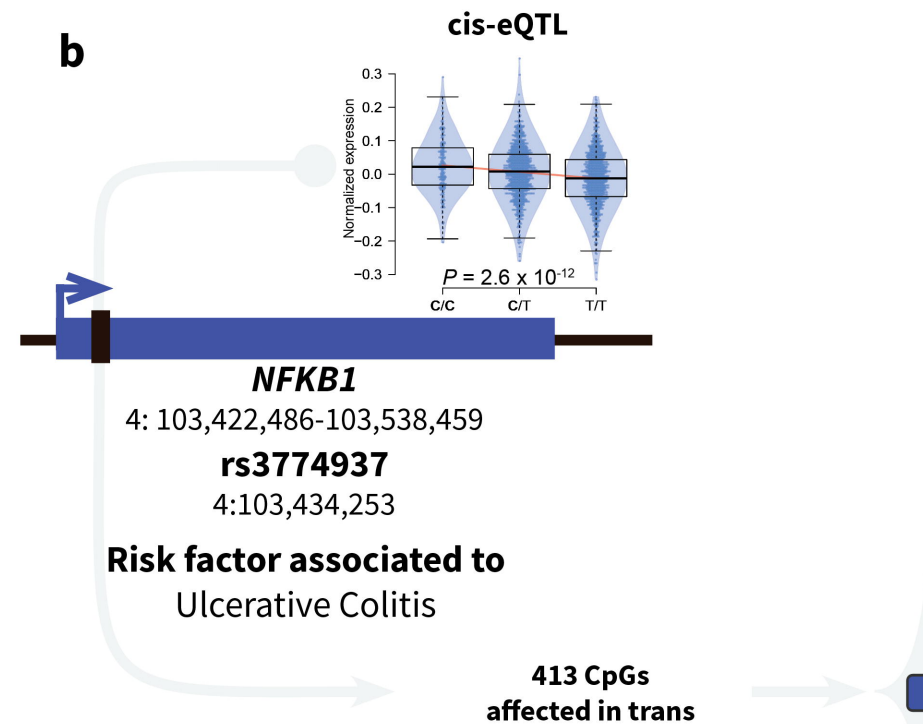 b
cis-eQTL
Normalized expression
0.3
0.2
0.1
0.0
−0.1
−0.2
−0.3
P = 2.6 x 10-12
C/C C/T T/T
NFKB1
4: 103,422,486-103,538,459
rs3774937
4:103,434,253
Risk factor associated to
Ulcerative Colitis
413 CpGs
affected in trans